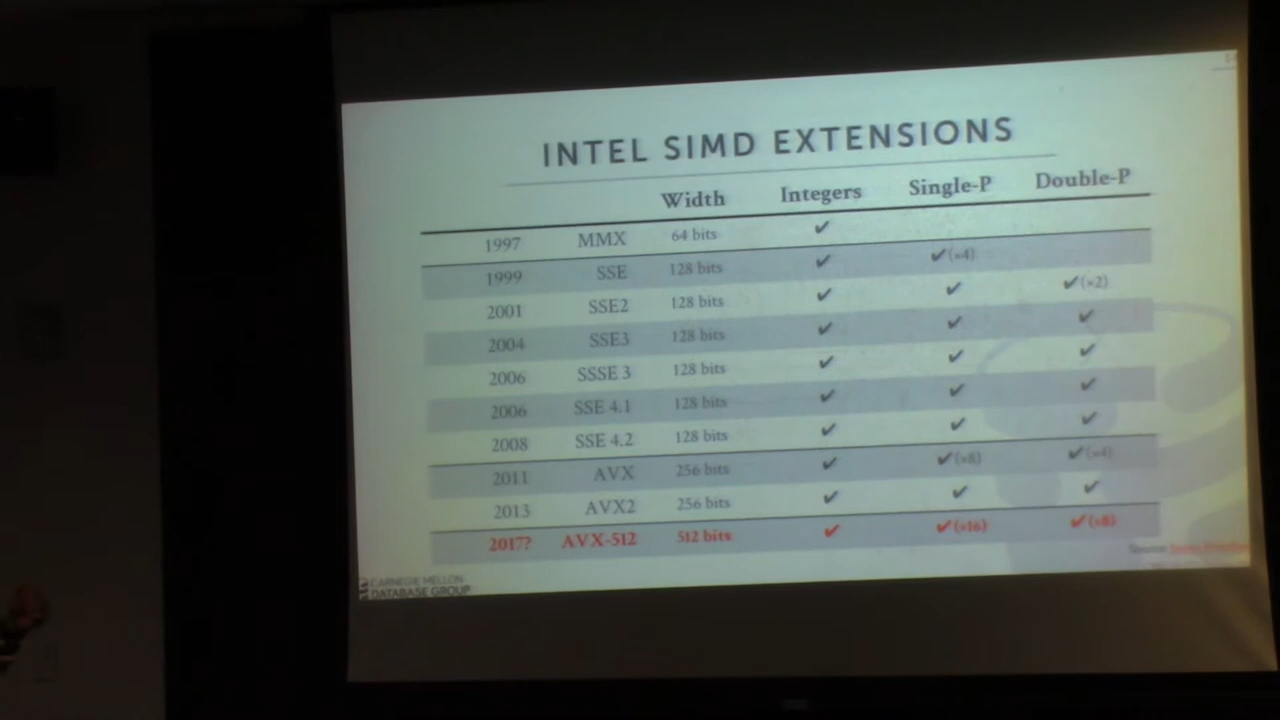 INTEL SIMD EXTENSIONS
Width Integers Single-P Double-P
1997 MMX 64 bits ✔
1999 SSE 128 bits ✔ ✔(×4)
2001 SSE2 128 bits ✔ ✔ ✔(×2)
2004 SSE3 128 bits ✔ ✔ ✔
2006 SSSE 3 128 bits ✔ ✔ ✔
2006 SSE 4.1 128 bits ✔ ✔ ✔
2008 SSE 4.2 128 bits ✔ ✔ ✔
2011 AVX 256 bits ✔ ✔(×8) ✔(×4)
2013 AVX2 256 bits ✔ ✔ ✔
2017? AVX-512 512 bits ✔ ✔(×16) ✔(×8)
Source:
CARNEGIE MELLON
DATABASE GROUP